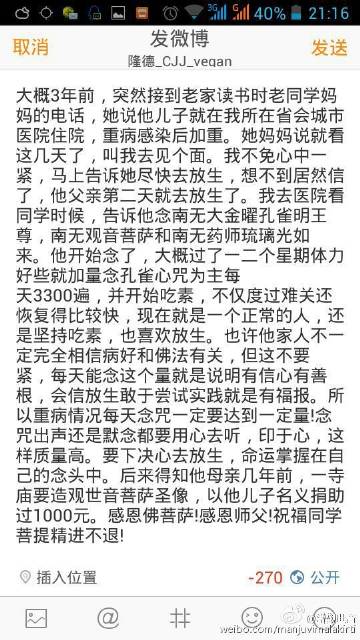 3G G 40% 21:16
取消
发微博
发送
隆德_CJJ_vegan
大概3年前，突然接到老家读书时老同学妈
妈的电话，她说他儿子就在我所在省会城市
医院住院，重病感染后加重。她妈妈说就看
这几天了，叫我去见个面。我不免心中一
紧，马上告诉她尽快去放生，想不到居然信
了，他父亲第二天就去放生了。我去医院看
同学时候，告诉他念南无大金曜孔雀明王
尊，南无观音菩萨和南无药师琉璃光如
来。他开始念了，大概过了一二个星期体力
好些就加量念孔雀心咒为主每
天3300遍，并开始吃素，不仅度过难关还
恢复得比较快，现在就是一个正常的人，还
是坚持吃素，也喜欢放生。也许他家人不一
定完全相信病好和佛法有关，但这不要
紧，每天能念这个量就是说明有信心有善
根，会信放生敢于尝试实践就是有福报。所
以重病情况每天念咒一定要达到一定量!念
咒出声还是默念都要用心去听，印于心，这
样质量高。要下决心去放生，命运掌握在自
己的念头中。后来得知他母亲几年前，一寺
庙要造观世音菩萨圣像，以他儿子名义捐助
过1000元。感恩佛菩萨!感恩师父!祝福同学
菩提精进不退!
插入位置
-270 公开
weibo.com/manjuvimalakirti